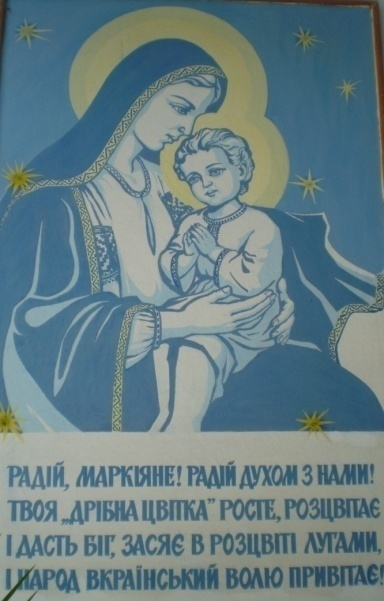 РАДІЙ, МАРКІЯНЕ! РАДІЙ ДУХОМ З НАМИ!
ТВОЯ „ДРІБНА ЦВІТКА” РОСТЕ, РОЗЦВІТАЄ
І ДАСТЬ БІГ, ЗАСЯЄ В РОЗЦВІТІ ЛУГАМИ,
І НАРОД ВКРАЇНСЬКИЙ ВОЛЮ ПРИВІТАЄ!